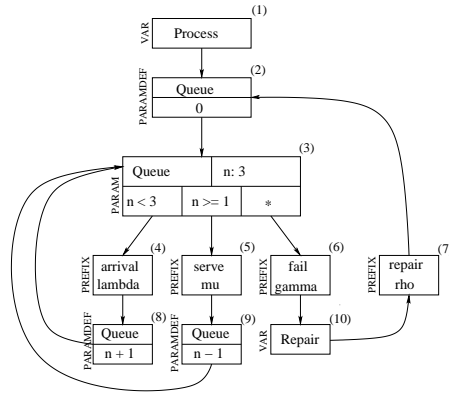 (1)
VAR
Process
(2)
PARAMDEF
Queue
0
(3)
PARAM
Queue n: 3
n < 3 n >= 1 *
(4) (5) (6) (7
PREFIX arrival lambda
PREFIX serve mu
PREFIX fail gamma
PREFIX repair rho
(8) (9) (10)
PARAMDEF Queue n + 1
PARAMDEF Queue n − 1
VAR Repair